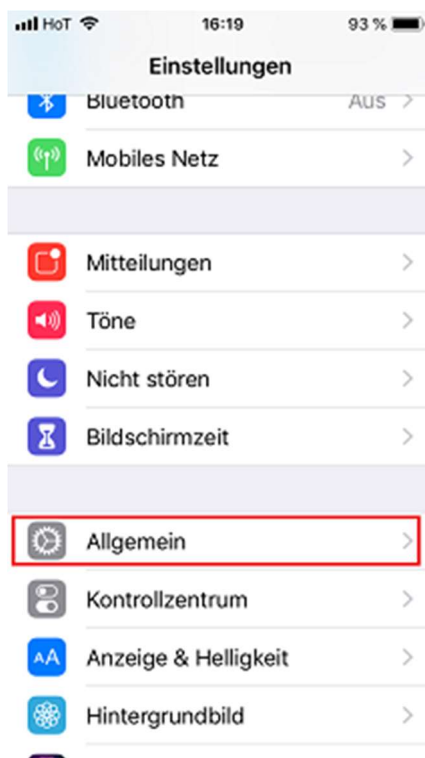 HoT 16:19 93 %
Einstellungen
Bluetooth Aus
Mobiles Netz
Mitteilungen
Töne
Nicht stören
Bildschirmzeit
Allgemein
Kontrollzentrum
AA Anzeige & Helligkeit
Hintergrundbild